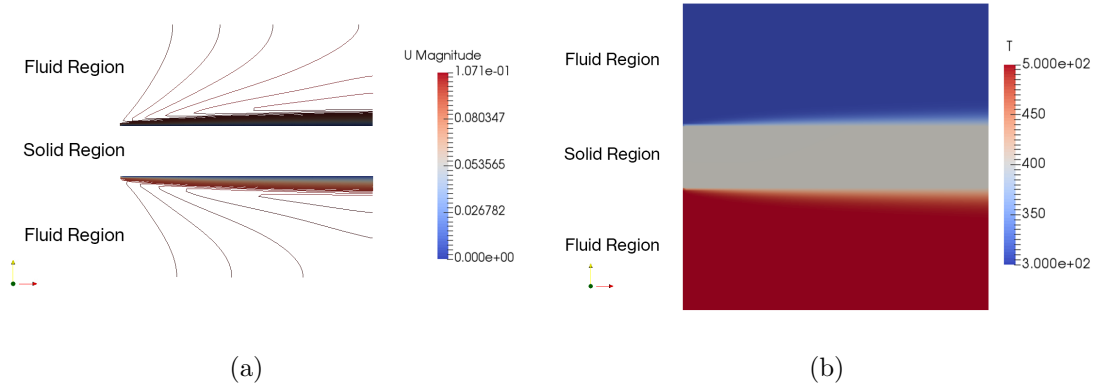 Fluid Region
Solid Region
Fluid Region
U Magnitude
1.071e-01
0.080347
0.053565
0.026782
0.000e+00
(a)
Fluid Region
Solid Region
Fluid Region
T
5.000e+02
450
400
350
3.000e+02
(b)